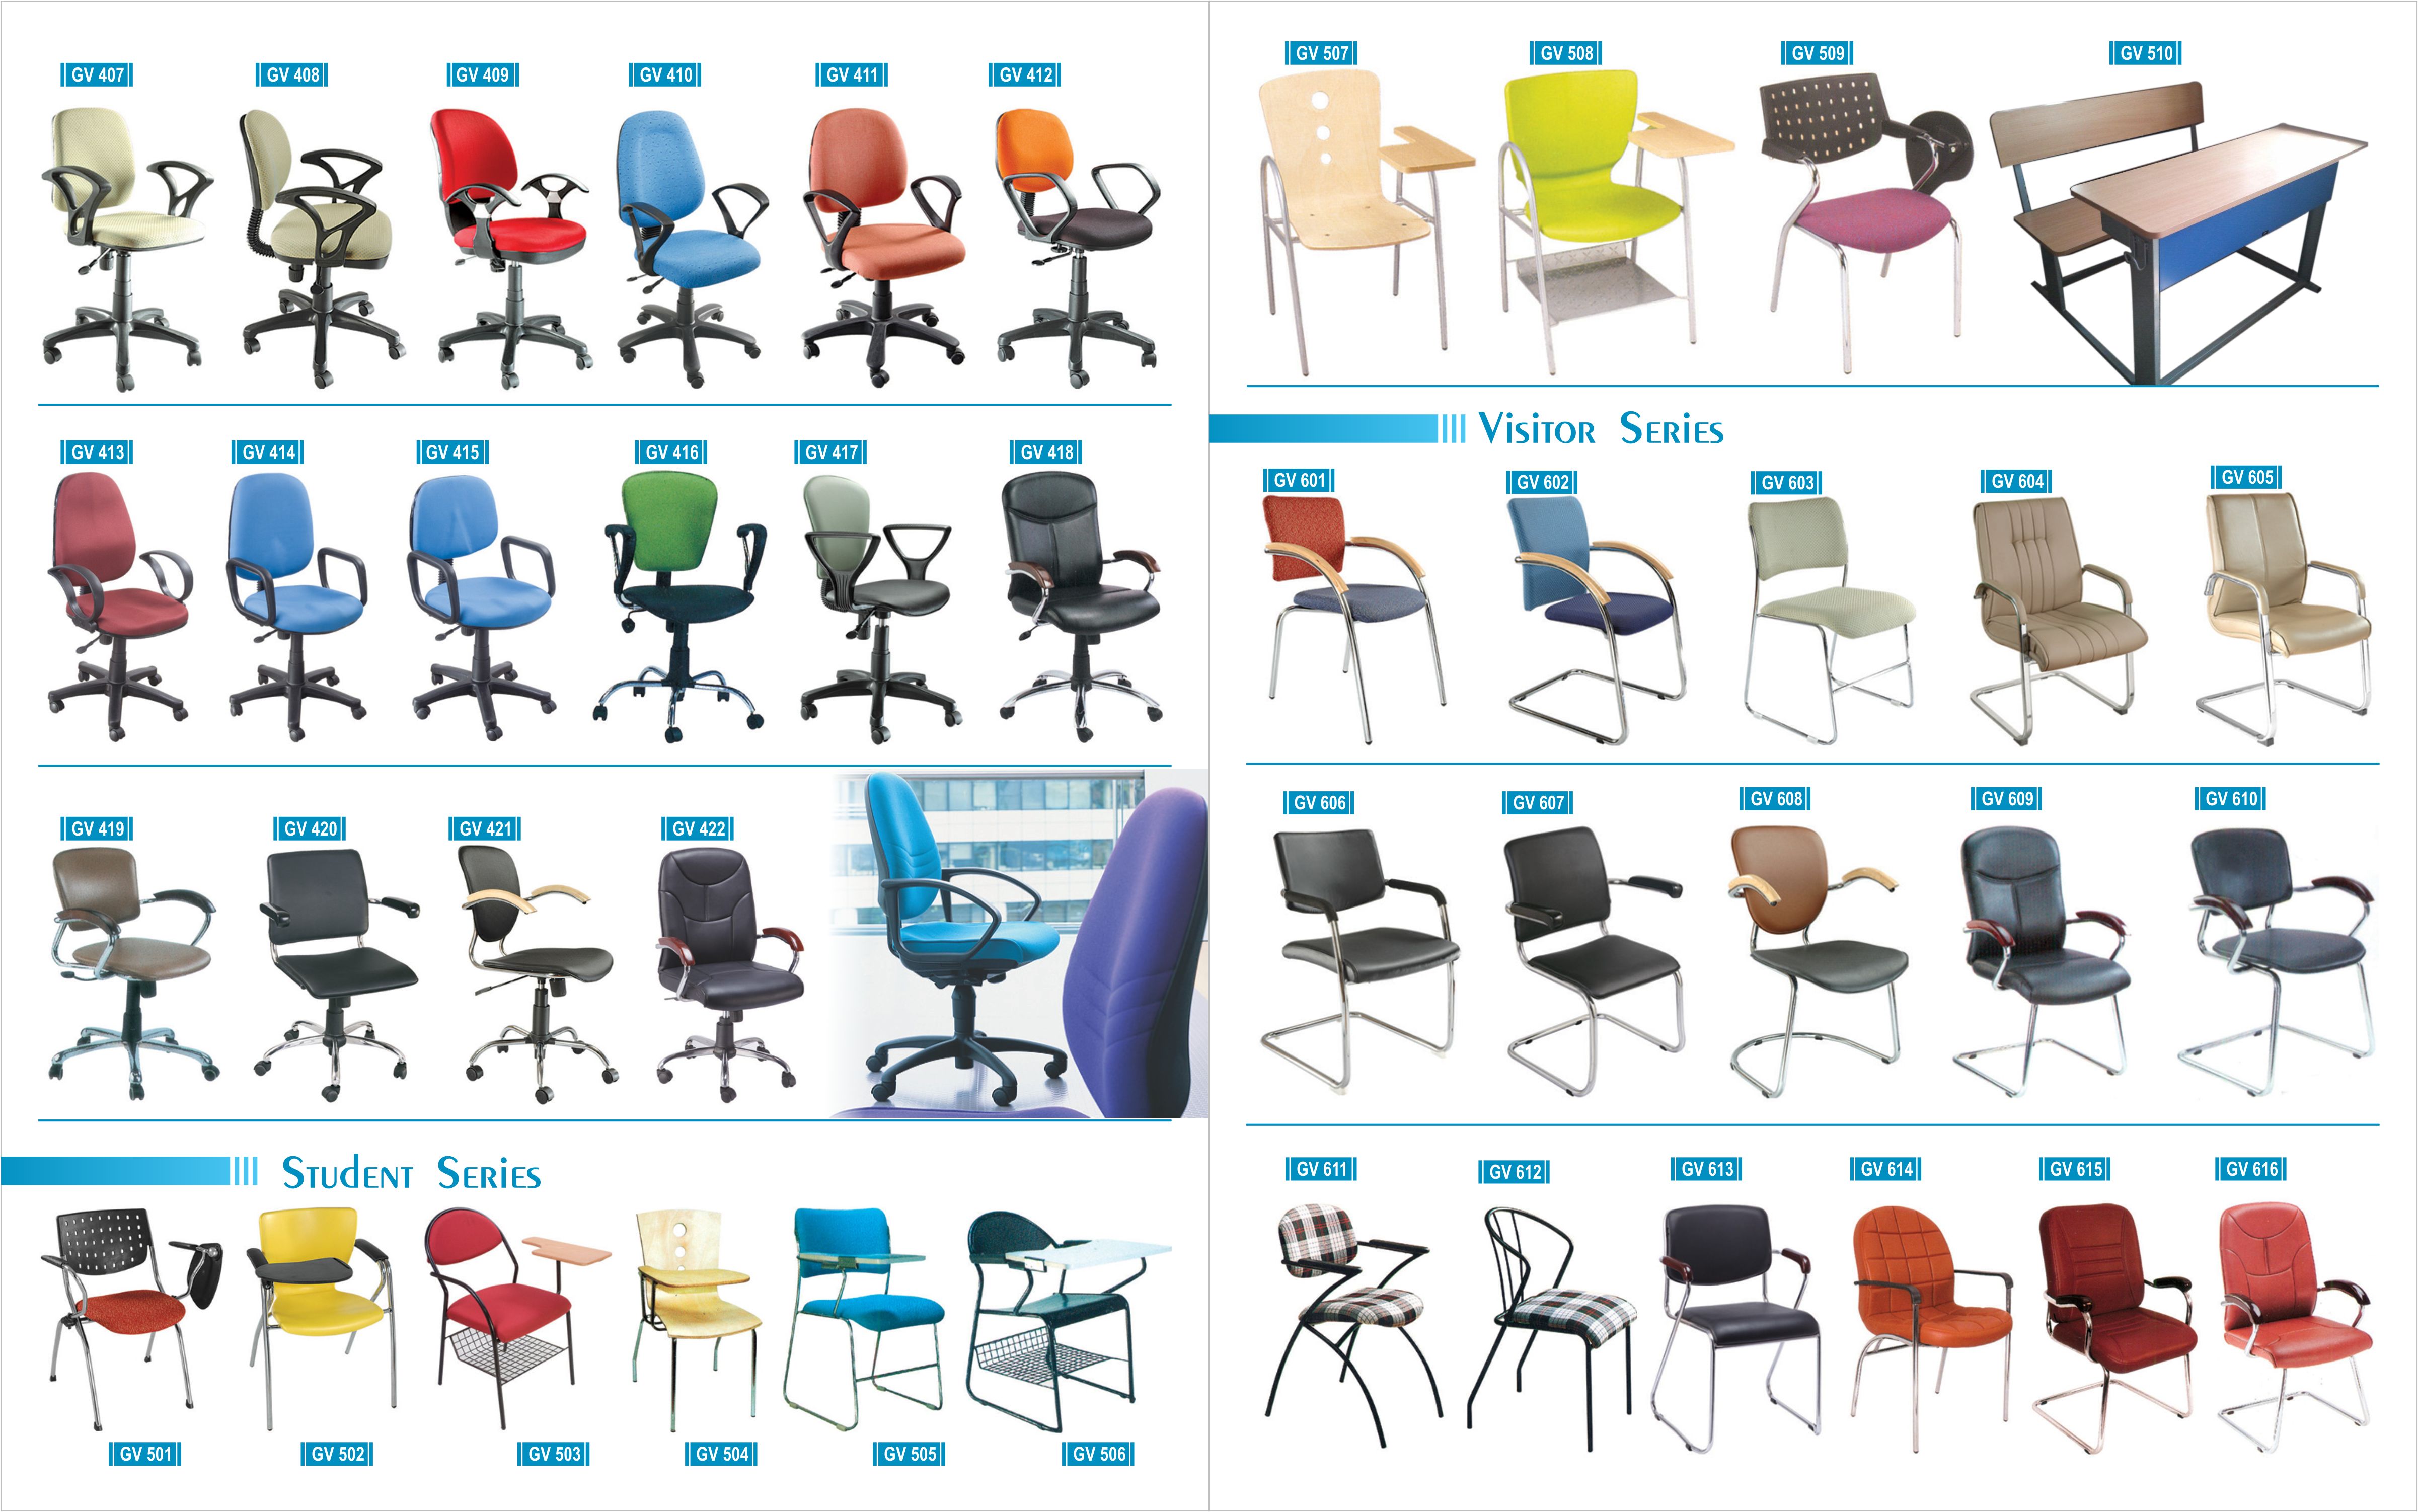 GV 407
GV 408
GV 409
GV 410
GV 411
GV 412
GV 413
GV 414
GV 415
GV 416
GV 417
GV 418
GV 419
GV 420
GV 421
GV 422
Student Series
GV 501
GV 502
GV 503
GV 504
GV 505
GV 506
GV 507
GV 508
GV 509
GV 510
Visitor Series
GV 601
GV 602
GV 603
GV 604
GV 605
GV 606
GV 607
GV 608
GV 609
GV 610
GV 611
GV 612
GV 613
GV 614
GV 615
GV 616